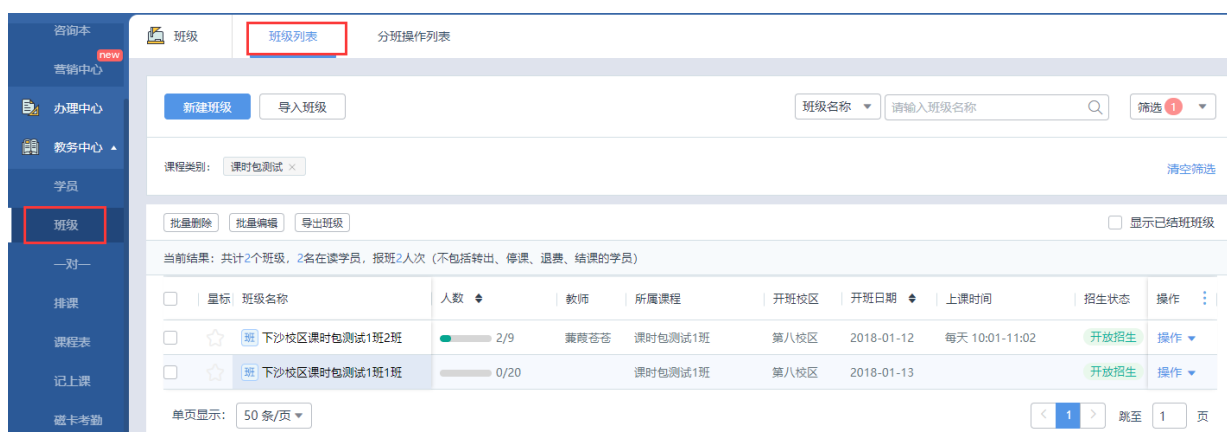 咨询本
营销中心
new
办理中心
教务中心
学员
班级
一对一
排课
课程表
记上课
磁卡考勤
班级 班级列表 分班操作列表
新建班级 导入班级 班级名称 请输入班级名称 筛选 1
课程类别： 课时包测试 × 清空筛选
批量删除 批量编辑 导出班级 显示已结班班级
当前结果：共计2个班级，2名在读学员，报班2人次（不包括转出、停课、退费、结课的学员）
星标 班级名称 人数 教师 所属课程 开班校区 开班日期 上课时间 招生状态 操作
班 下沙校区课时包测试1班2班 2/9 蒹葭苍苍 课时包测试1班 第八校区 2018-01-12 每天 10:01-11:02 开放招生 操作
班 下沙校区课时包测试1班1班 0/20 课时包测试1班 第八校区 2018-01-13 开放招生 操作
单页显示： 50 条/页 < 1 > 跳至 1 页